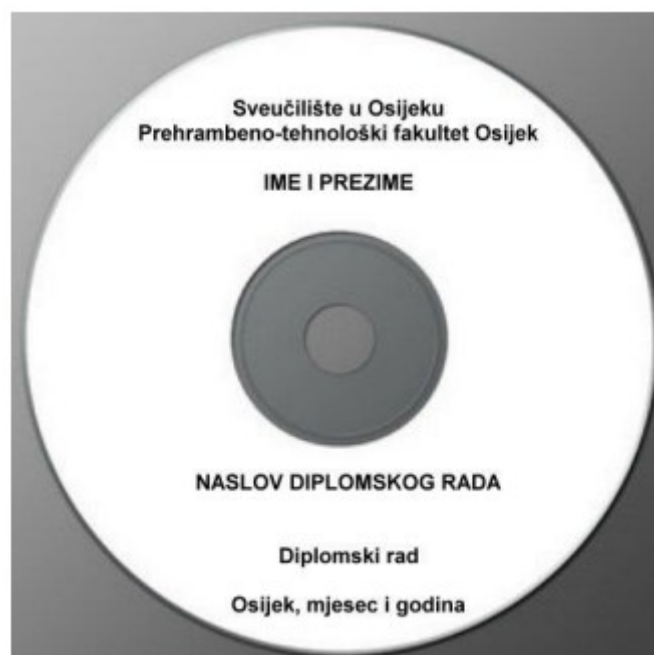 Sveučilište u Osijeku
Prehrambeno-tehnološki fakultet Osijek
IME I PREZIME
NASLOV DIPLOMSKOG RADA
Diplomski rad
Osijek, mjesec i godina